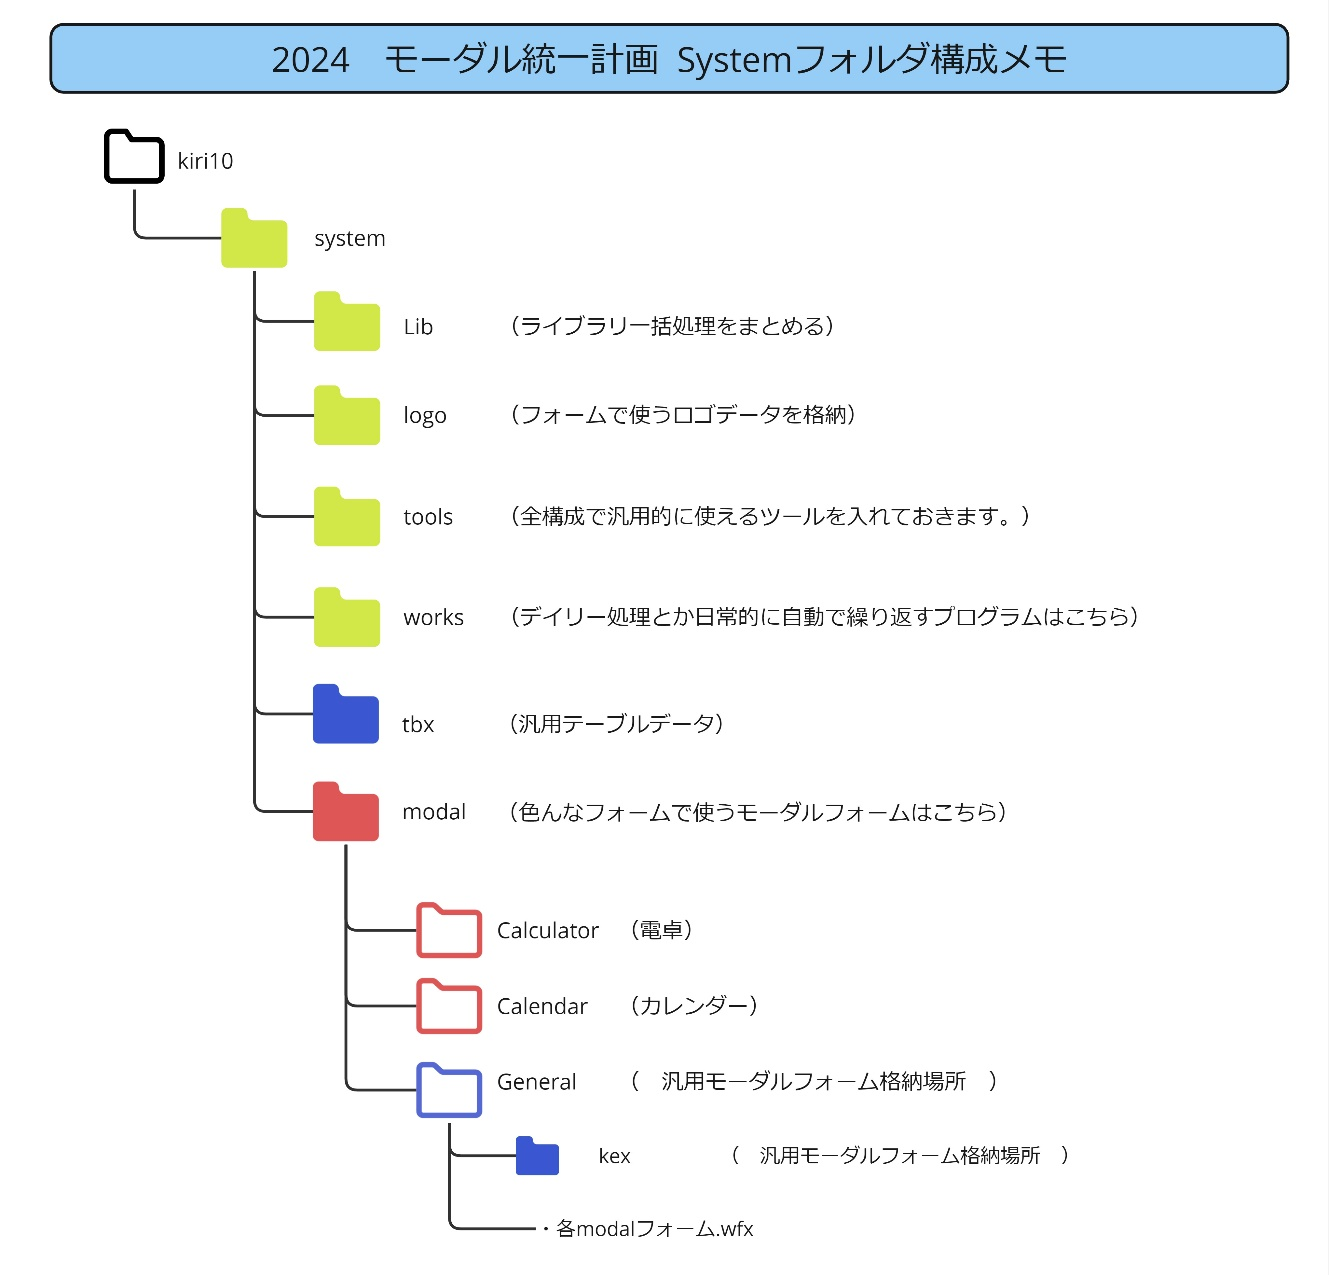 2024　モーダル統一計画 Systemフォルダ構成メモ
kiri10
system
Lib （ライブラリ一括処理をまとめる）
logo （フォームで使うロゴデータを格納）
tools （全構成で汎用的に使えるツールを入れておきます。）
works （デイリー処理とか日常的に自動で繰り返すプログラムはこちら）
tbx （汎用テーブルデータ）
modal （色んなフォームで使うモーダルフォームはこちら）
Calculator （電卓）
Calendar （カレンダー）
General （　汎用モーダルフォーム格納場所　）
kex （　汎用モーダルフォーム格納場所　）
・各modalフォーム.wfx